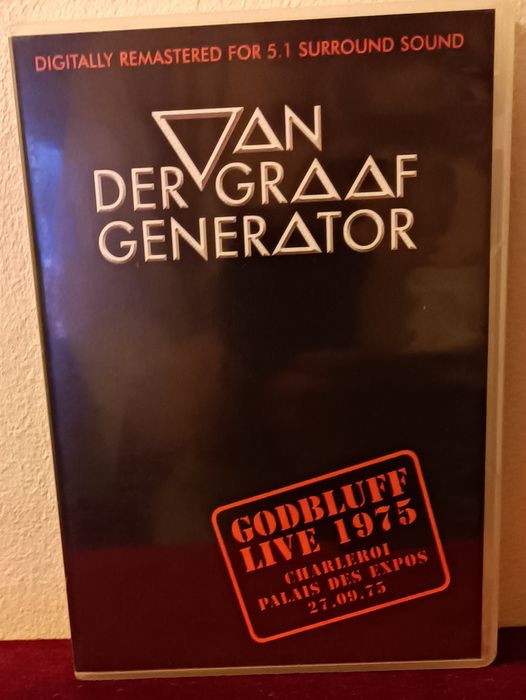 DIGITALLY REMASTERED FOR 5.1 SURROUND SOUND
VAN
DER GRAAF
GENERATOR
GODBLUFF
LIVE 1975
CHARLEROI
PALAIS DES EXPOS
27.09.75